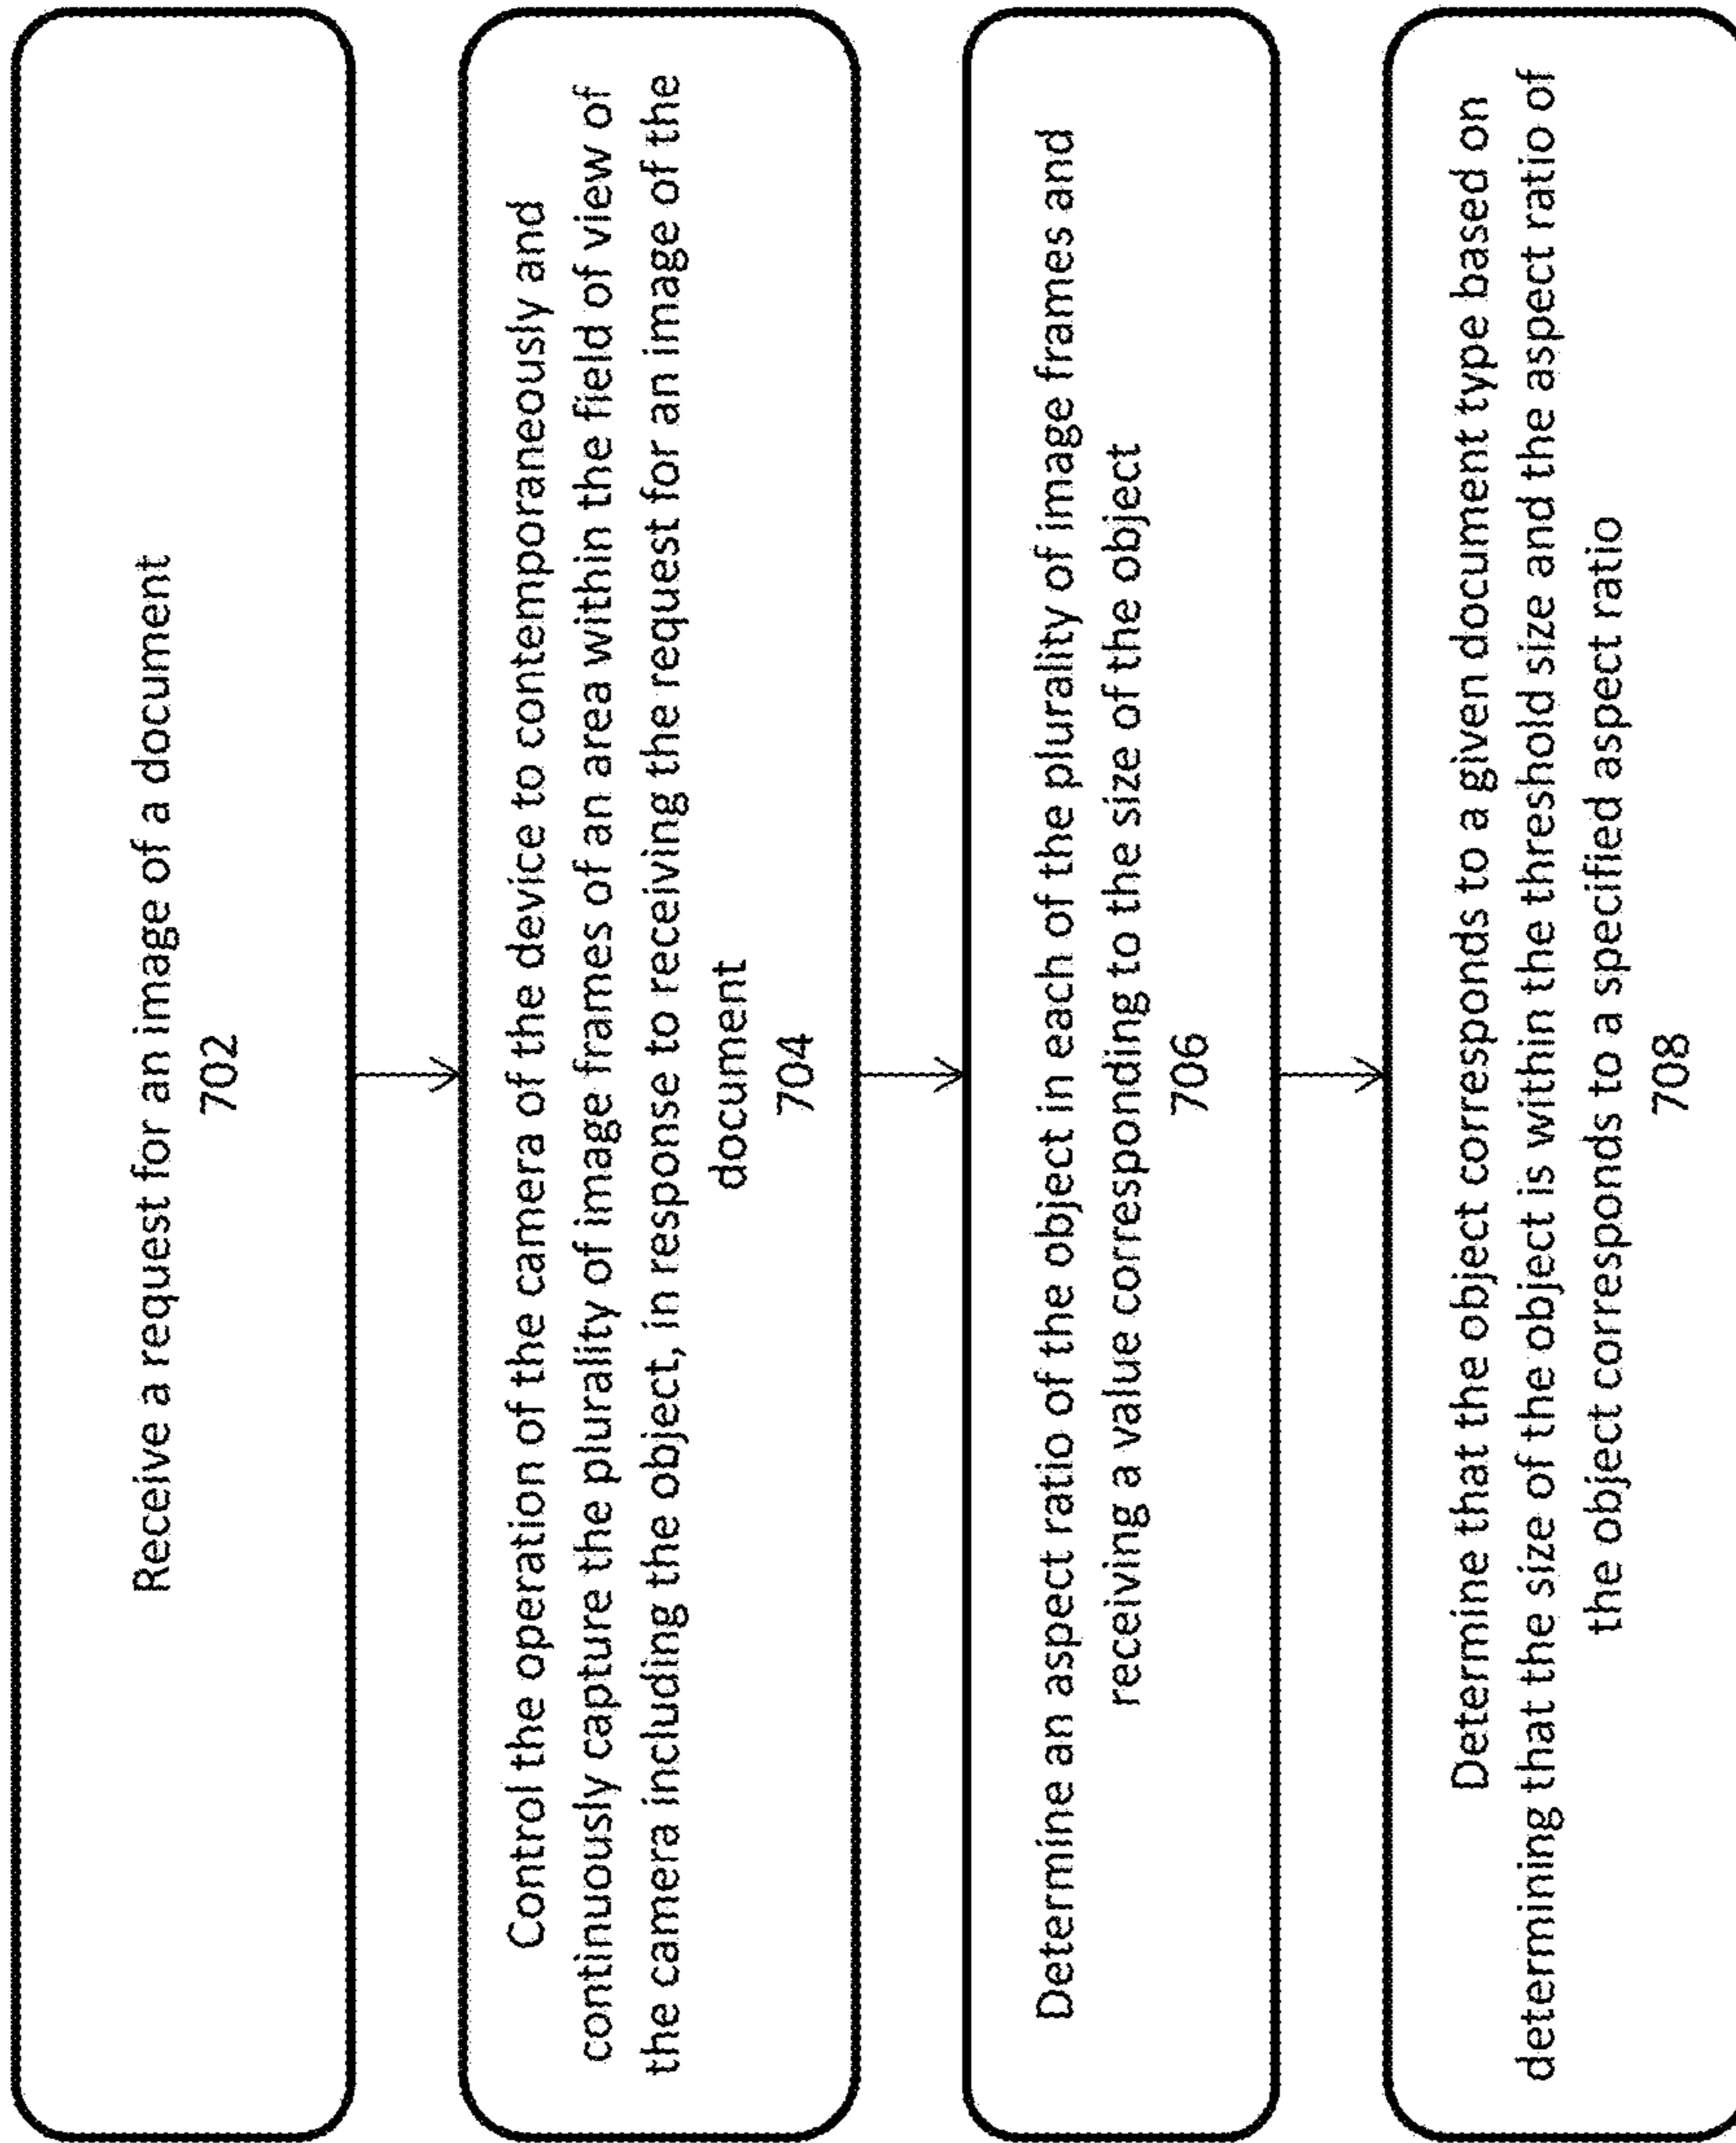 Receive a request for an image of a document
702
Control the operation of the camera of the device to contemporaneously and
continuously capture the plurality of image frames of an area within the field of view of
the camera including the object, in response to receiving the request for an image of the
document
704
Determine an aspect ratio of the object in each of the plurality of image frames and
receiving a value corresponding to the size of the object
706
Determine that the object corresponds to a given document type based on
determining that the size of the object is within the threshold size and the aspect ratio of
the object corresponds to a specified aspect ratio
708